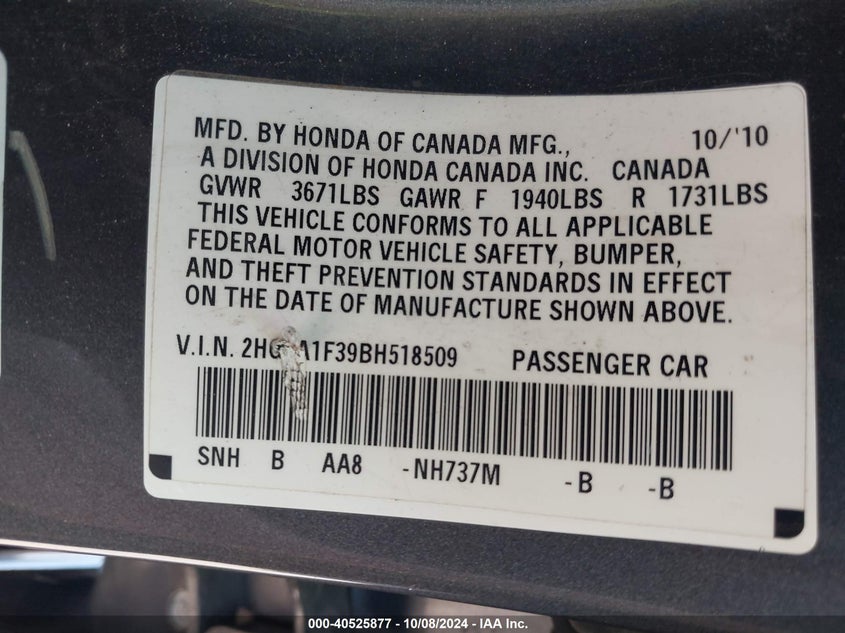 MFD. BY HONDA OF CANADA MFG., 10/'10
A DIVISION OF HONDA CANADA INC. CANADA
GVWR 3671LBS GAWR F 1940LBS R 1731LBS
THIS VEHICLE CONFORMS TO ALL APPLICABLE
FEDERAL MOTOR VEHICLE SAFETY, BUMPER,
AND THEFT PREVENTION STANDARDS IN EFFECT
ON THE DATE OF MANUFACTURE SHOWN ABOVE.
V.I.N. PASSENGER CAR
SNH B AA8 -NH737M -B -B
000-40525877 - 10/08/2024 - IAA Inc.